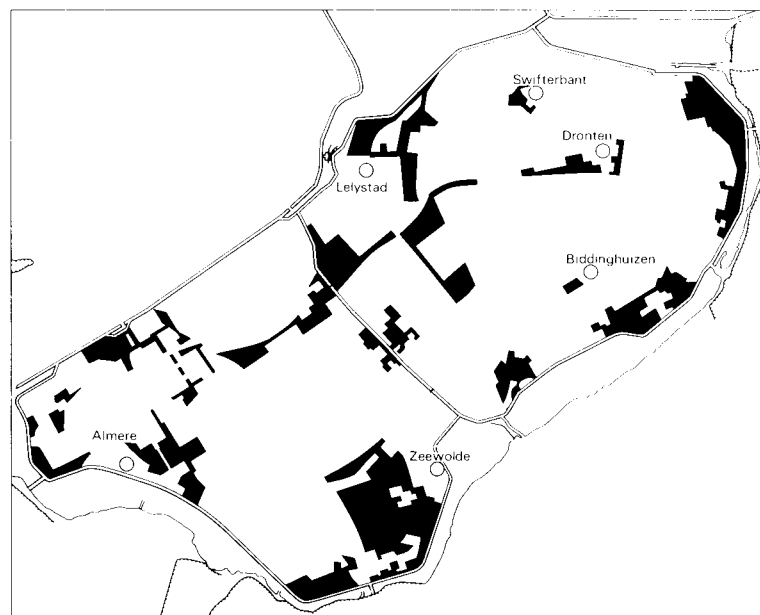 Swifterbant
Dronten
Lelystad
Biddinghuizen
Almere
Zeewolde